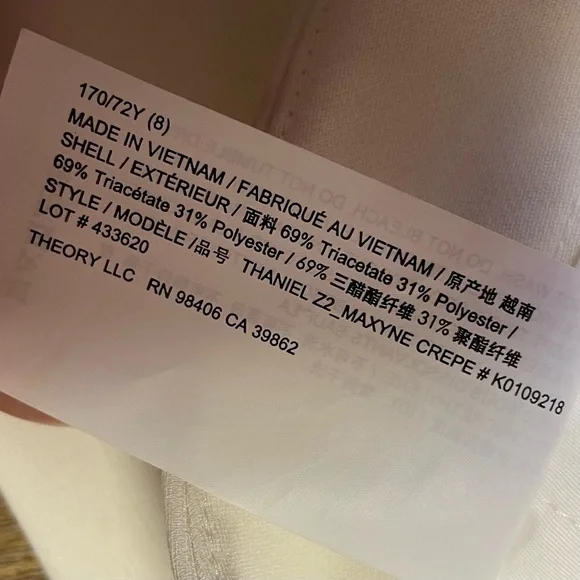 170/72Y (8)
MADE IN VIETNAM / FABRIQUÉ AU VIETNAM / 原产地 越南
SHELL / EXTÉRIEUR / 面料 69% Triacetate 31% Polyester /
69% Triacétate 31% Polyester / 69% 三醋酯纤维 31% 聚酯纤维
STYLE / MODÈLE /品号 THANIEL Z2_MAXYNE CREPE # K0109218
LOT # 433620
THEORY LLC RN 98406 CA 39862